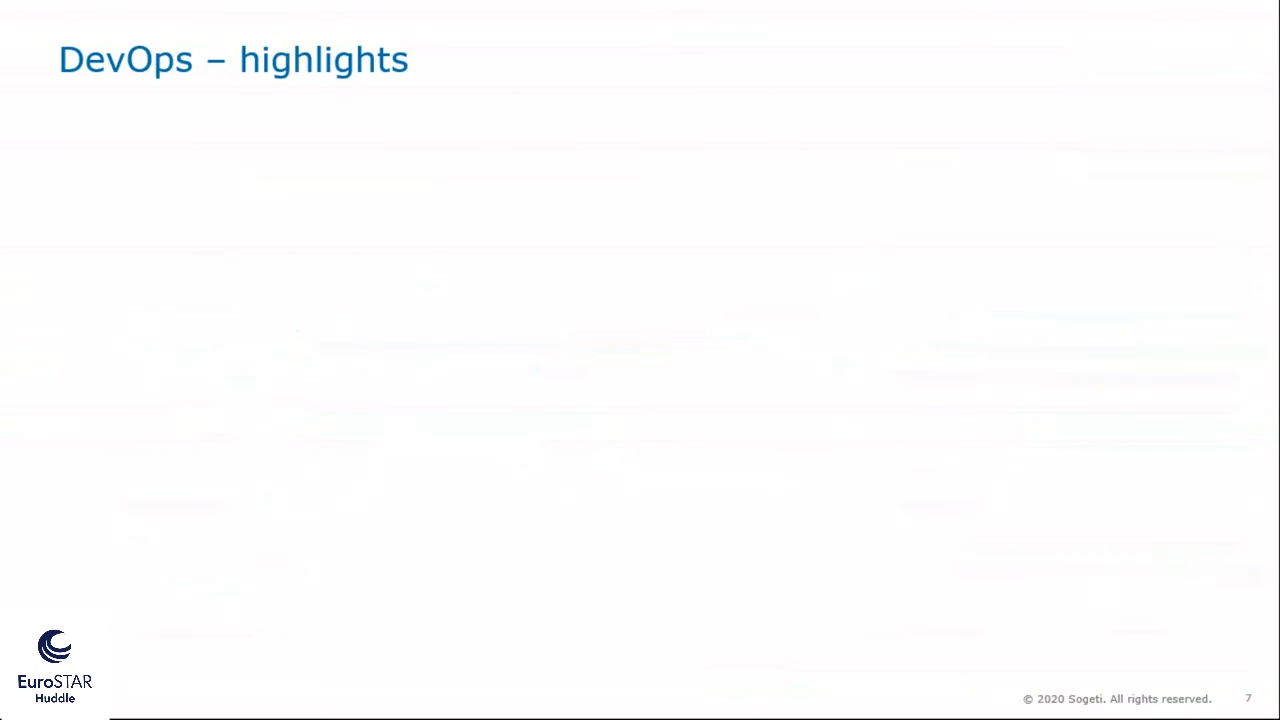 DevOps – highlights
EuroSTAR
Huddle
© 2020 Sogeti. All rights reserved.
7